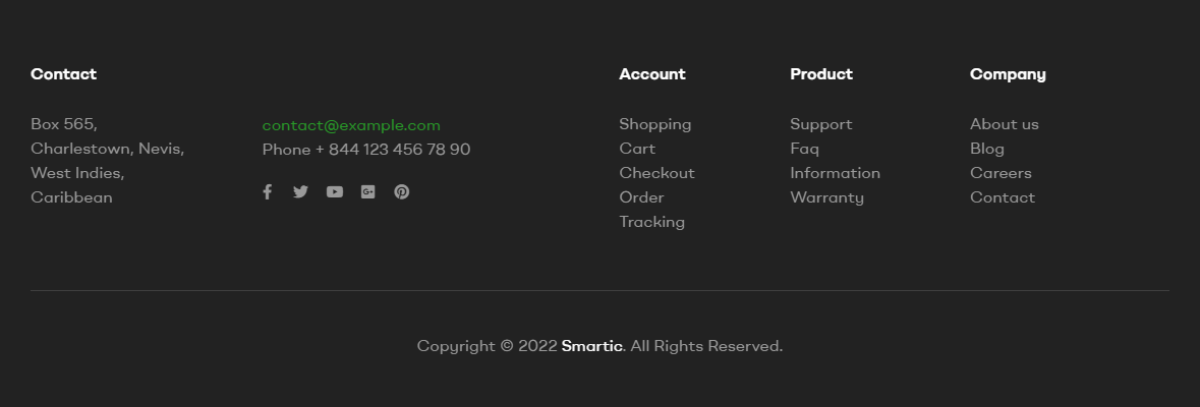 Contact
Box 565,
Charlestown, Nevis,
West Indies,
Caribbean
contact@example.com
Phone + 844 123 456 78 90
Account
Shopping
Cart
Checkout
Order
Tracking
Product
Support
Faq
Information
Warranty
Company
About us
Blog
Careers
Contact
Copyright © 2022 Smartic. All Rights Reserved.